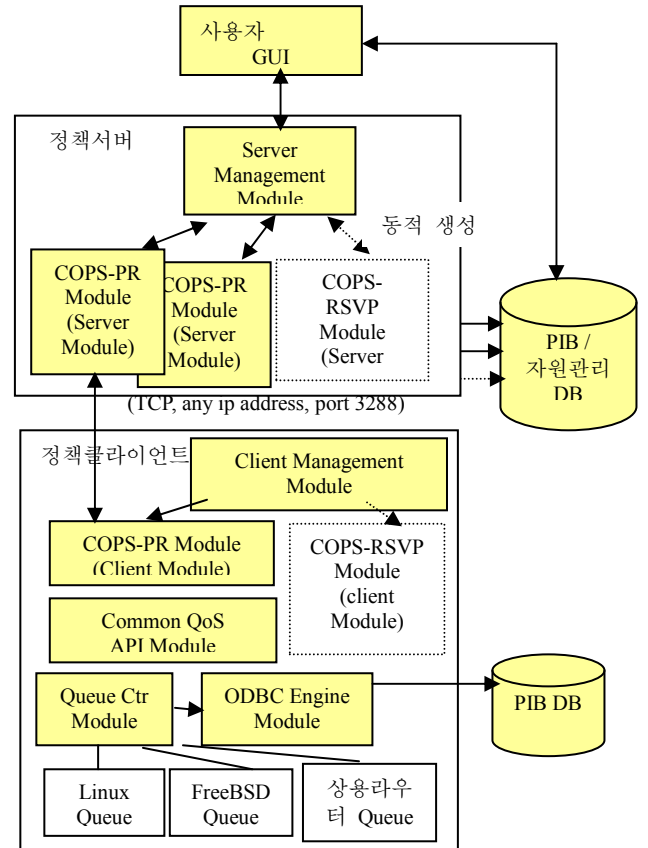 사용자
GUI
정책서버
Server
Management
Module
동적 생성
COPS-PR
Module
(Server
Module)
COPS-PR
Module
(Server
Module)
COPS-
RSVP
Module
(Server
PIB /
자원관리
DB
(TCP, any ip address, port 3288)
정책클라이언트
Client Management
Module
COPS-PR Module
(Client Module)
COPS-RSVP
Module
(client
Module)
Common QoS
API Module
Queue Ctr
Module
ODBC Engine
Module
PIB DB
Linux
Queue
FreeBSD
Queue
상용라우
터 Queue